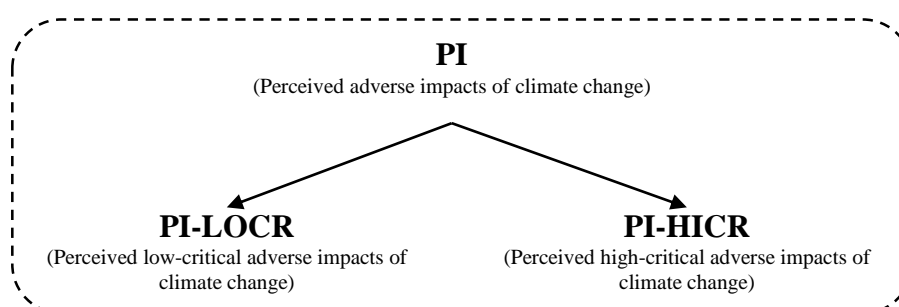 PI
(Perceived adverse impacts of climate change)
PI-LOCR
(Perceived low-critical adverse impacts of
climate change)
PI-HICR
(Perceived high-critical adverse impacts of
climate change)